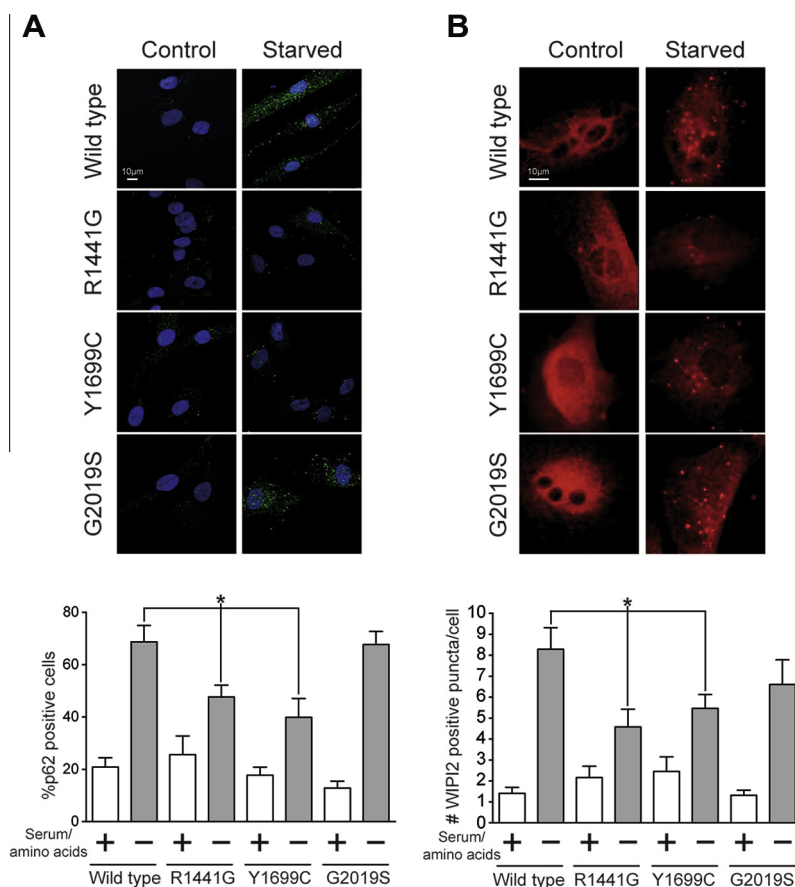 A
Control Starved
Wild type
10µm
R1441G
Y1699C
G2019S
80
60
40
20
0
%p62 positive cells
*
Serum/
amino acids
+ − + − + − + −
Wild type R1441G Y1699C G2019S
B
Control Starved
Wild type
10µm
R1441G
Y1699C
G2019S
10
9
8
7
6
5
4
3
2
1
0
# WIPI2 positive puncta/cell
*
Serum/
amino acids
+ − + − + − + −
Wild type R1441G Y1699C G2019S